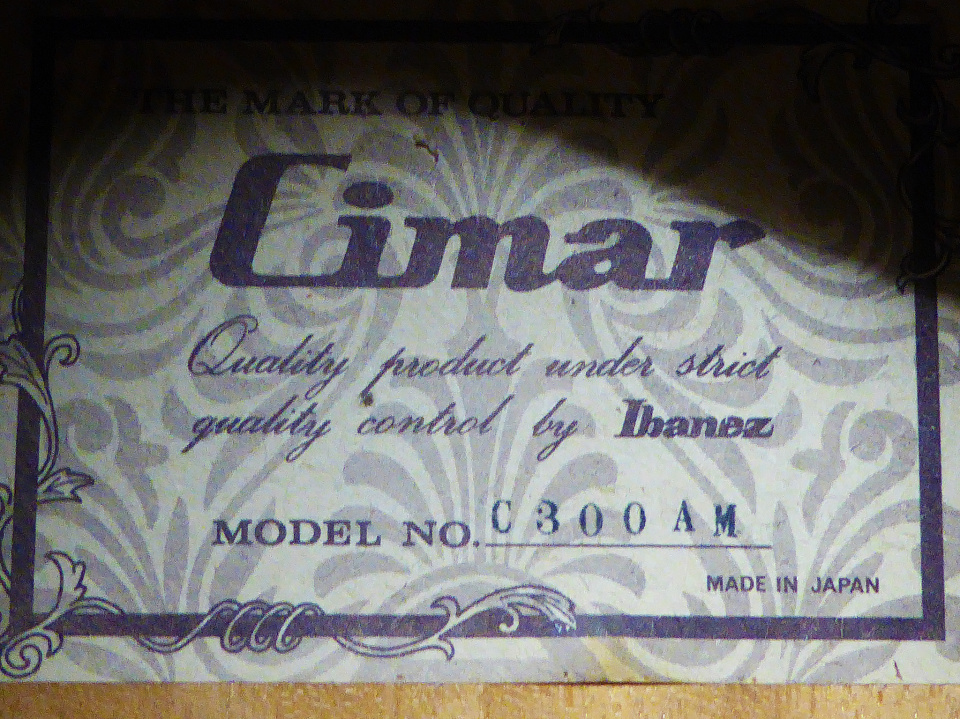 THE MARK OF QUALITY
Cimar
Quality product under strict
quality control by Ibanez
MODEL NO. C300AM
MADE IN JAPAN